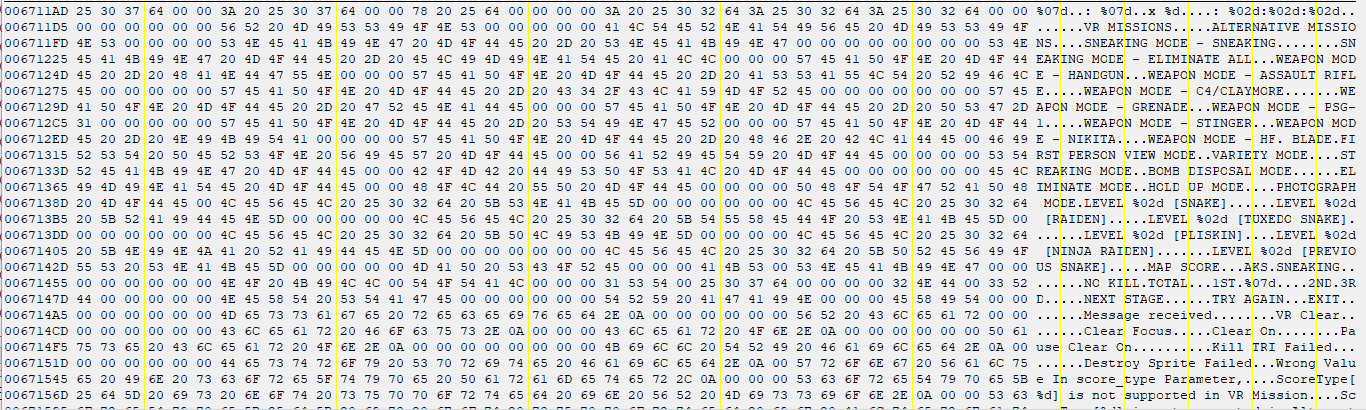 006711AD 25 30 37 64 00 00 3A 20 25 30 37 64 00 00 78 20 25 64 00 00 00 00 3A 20 25 30 32 64 3A 25 30 32 64 3A 25 30 32 64 00 00 %07d..: %07d..x %d....: %02d:%02d:%02d..
006711D5 00 00 00 00 56 52 20 4D 49 53 53 49 4F 4E 53 00 00 00 00 00 41 4C 54 45 52 4E 41 54 49 56 45 20 4D 49 53 53 49 4F ....VR MISSIONS.....ALTERNATIVE MISSIO
006711FD 4E 53 00 00 00 00 53 4E 45 41 4B 49 4E 47 20 4D 4F 44 45 20 2D 20 53 4E 45 41 4B 49 4E 47 00 00 00 00 00 00 00 00 53 4E NS....SNEAKING MODE - SNEAKING........SN
00671225 45 41 4B 49 4E 47 20 4D 4F 44 45 20 2D 20 45 4C 49 4D 49 4E 41 54 45 20 41 4C 4C 00 00 00 57 45 41 50 4F 4E 20 4D 4F 44 EAKING MODE - ELIMINATE ALL...WEAPON MOD
0067124D 45 20 2D 20 48 41 4E 44 47 55 4E 00 00 00 57 45 41 50 4F 4E 20 4D 4F 44 45 20 2D 20 41 53 53 41 55 4C 54 20 52 49 46 4C E - HANDGUN...WEAPON MODE - ASSAULT RIFL
00671275 45 00 00 00 00 57 45 41 50 4F 4E 20 4D 4F 44 45 20 2D 20 43 34 2F 43 4C 41 59 4D 4F 52 45 00 00 00 00 00 00 57 45 E.....WEAPON MODE - C4/CLAYMORE.......WE
0067129D 41 50 4F 4E 20 4D 4F 44 45 20 2D 20 47 52 45 4E 41 44 45 00 00 00 57 45 41 50 4F 4E 20 4D 4F 44 45 20 2D 20 50 53 47 2D APON MODE - GRENADE...WEAPON MODE - PSG-
006712C5 31 00 00 00 00 00 57 45 41 50 4F 4E 20 4D 4F 44 45 20 2D 20 53 54 49 4E 47 45 52 00 00 00 57 45 41 50 4F 4E 20 4D 4F 44 1.....WEAPON MODE - STINGER...WEAPON MOD
006712ED 45 20 2D 20 4E 49 4B 49 54 41 00 00 00 00 57 45 41 50 4F 4E 20 4D 4F 44 45 20 2D 20 48 46 2E 20 42 4C 41 44 45 00 46 49 E - NIKITA....WEAPON MODE - HF. BLADE.FI
00671315 52 53 54 20 50 45 52 53 4F 4E 20 56 49 45 57 20 4D 4F 44 45 00 00 56 41 52 49 45 54 59 20 4D 4F 44 45 00 00 00 00 53 54 RST PERSON VIEW MODE..VARIETY MODE....ST
0067133D 52 45 41 4B 49 4E 47 20 4D 4F 44 45 00 00 42 4F 4D 42 20 44 49 53 50 4F 53 41 4C 20 4D 4F 44 45 00 00 00 00 00 00 45 4C REAKING MODE..BOMB DISPOSAL MODE......EL
00671365 49 4D 49 4E 41 54 45 20 4D 4F 44 45 00 00 48 4F 4C 44 20 55 50 20 4D 4F 44 45 00 00 00 00 50 48 4F 54 4F 47 52 41 50 48 IMINATE MODE..HOLD UP MODE....PHOTOGRAPH
0067138D 20 4D 4F 44 45 00 4C 45 56 45 4C 20 25 30 32 64 20 5B 53 4E 41 4B 45 5D 00 00 00 00 00 00 4C 45 56 45 4C 20 25 30 32 64 MODE.LEVEL %02d [SNAKE]......LEVEL %02d
006713B5 20 5B 52 41 49 44 45 4E 5D 00 00 00 00 00 4C 45 56 45 4C 20 25 30 32 64 20 5B 54 55 58 45 44 4F 20 53 4E 41 4B 45 5D 00 [RAIDEN].....LEVEL %02d [TUXEDO SNAKE].
006713DD 00 00 00 00 00 00 4C 45 56 45 4C 20 25 30 32 64 20 5B 50 4C 49 53 4B 49 4E 5D 00 00 00 00 4C 45 56 45 4C 20 25 30 32 64 ......LEVEL %02d [PLISKIN]....LEVEL %02d
00671405 20 5B 4E 49 4E 4A 41 20 52 41 49 44 45 4E 5D 00 00 00 00 00 00 00 4C 45 56 45 4C 20 25 30 32 64 20 5B 50 52 45 56 49 4F [NINJA RAIDEN].......LEVEL %02d [PREVIO
0067142D 55 53 20 53 4E 41 4B 45 5D 00 00 00 00 00 4D 41 50 20 53 43 4F 52 45 00 00 00 41 4B 53 00 53 4E 45 41 4B 49 4E 47 00 00 US SNAKE].....MAP SCORE...AKS.SNEAKING..
00671455 00 00 00 00 00 00 4E 4F 20 4B 49 4C 4C 00 54 4F 54 41 4C 00 31 53 54 00 25 30 37 64 00 00 00 00 32 4E 44 00 33 52 ......NO KILL.TOTAL.1ST.%07d....2ND.3R
0067147D 44 00 00 00 00 00 4E 45 58 54 20 53 54 41 47 45 00 00 00 00 00 00 54 52 59 20 41 47 41 49 4E 00 00 00 45 58 49 54 00 00 D.....NEXT STAGE......TRY AGAIN...EXIT..
006714A5 00 00 00 00 00 00 4D 65 73 73 61 67 65 20 72 65 63 65 69 76 65 64 2E 0A 00 00 00 00 00 00 56 52 20 43 6C 65 61 72 00 00 ......Message received........VR Clear..
006714CD 00 00 00 00 00 00 43 6C 65 61 72 20 46 6F 63 75 73 2E 0A 00 00 00 43 6C 65 61 72 20 4F 6E 2E 0A 00 00 00 00 00 00 50 61 ......Clear Focus.....Clear On........Pa
006714F5 75 73 65 20 43 6C 65 61 72 20 4F 6E 2E 0A 00 00 00 00 00 00 00 00 4B 69 6C 6C 20 54 52 49 20 46 61 69 6C 65 64 2E 0A 00 use Clear On..........Kill TRI Failed...
0067151D 00 00 00 00 00 00 44 65 73 74 72 6F 79 20 53 70 72 69 74 65 20 46 61 69 6C 65 64 2E 0A 00 57 72 6F 6E 67 20 56 61 6C 75 ......Destroy Sprite Failed...Wrong Valu
00671545 65 20 49 6E 20 73 63 6F 72 65 5F 74 79 70 65 20 50 61 72 61 6D 65 74 65 72 2C 0A 00 00 00 53 63 6F 72 65 54 79 70 65 5B e In score_type Parameter,....ScoreType[
0067156D 25 64 5D 20 69 73 20 6E 6F 74 20 73 75 70 70 6F 72 74 65 64 20 69 6E 20 56 52 20 4D 69 73 73 69 6F 6E 2E 0A 00 00 53 63 %d] is not supported in VR Mission....Sc